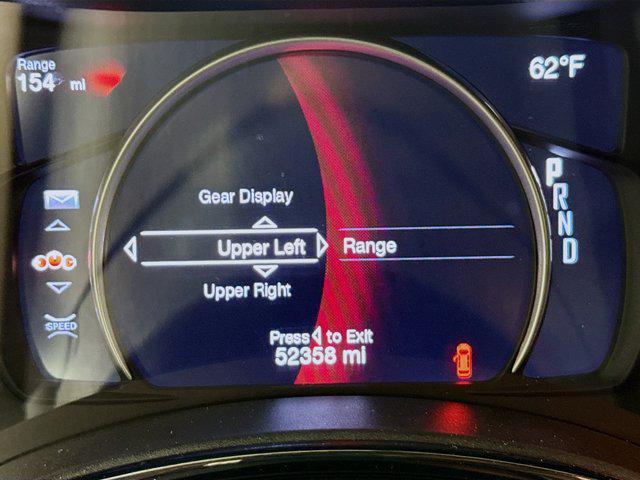 Range
154 mi
62°F
Gear Display
Upper Left
Range
Upper Right
SPEED
Press to Exit
52358 mi
P
R
N
D